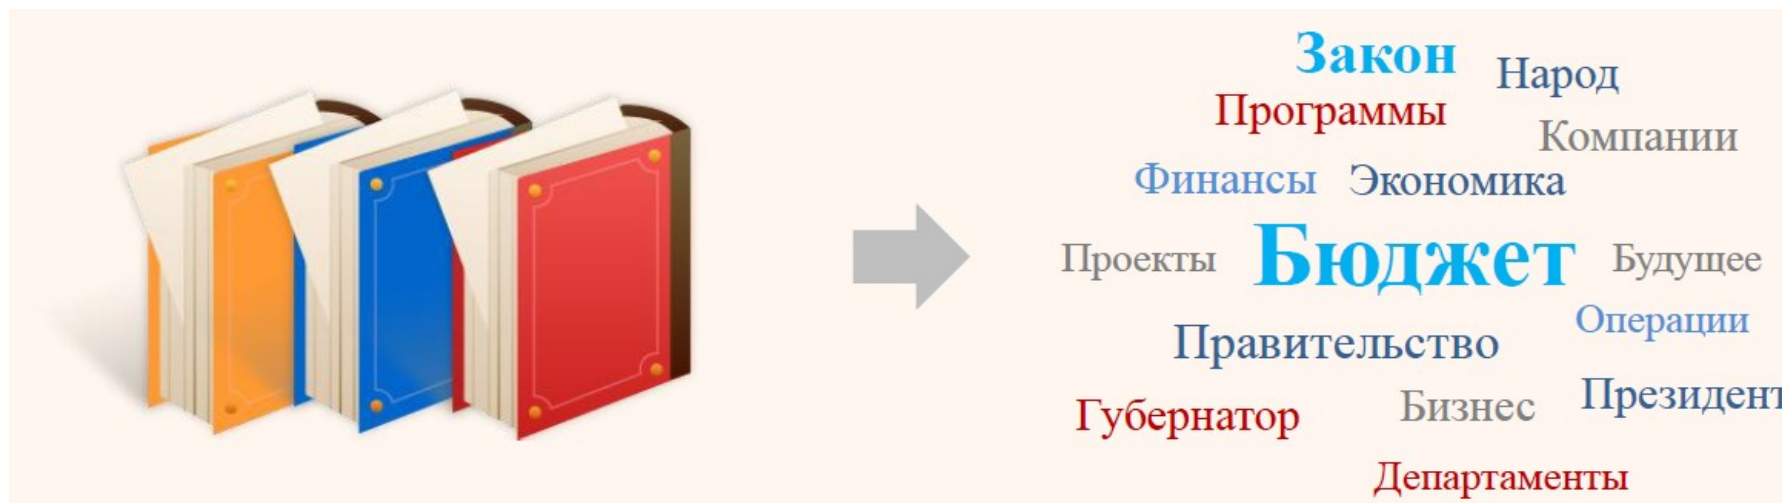 Закон
Народ
Программы
Компании
Финансы Экономика
Проекты Бюджет Будущее
Операции
Правительство
Президент
Бизнес
Губернатор
Департаменты